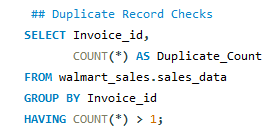 ## Duplicate Record Checks
SELECT Invoice_id,
COUNT(*) AS Duplicate_Count
FROM walmart_sales.sales_data
GROUP BY Invoice_id
HAVING COUNT(*) > 1;